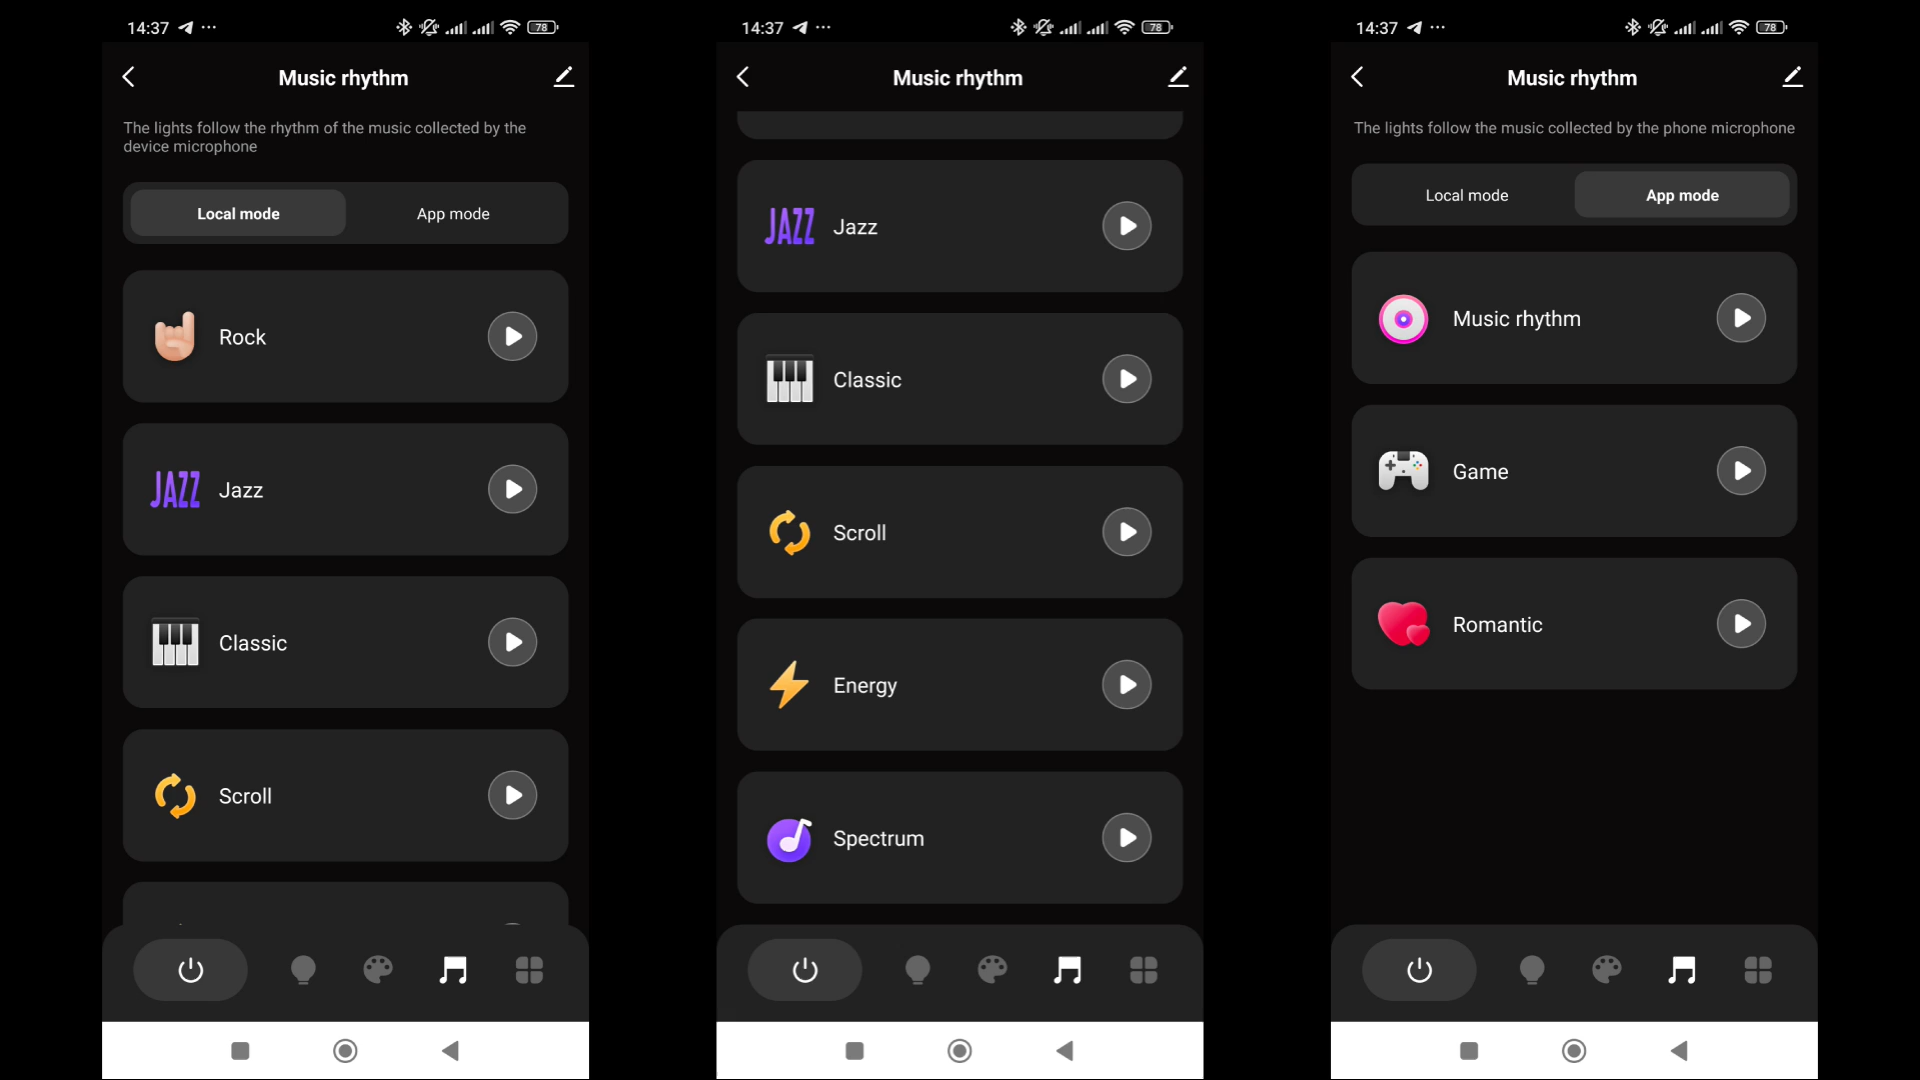 14:37 ··· 78
Music rhythm
The lights follow the rhythm of the music collected by the
device microphone
Local mode App mode
Rock
JAZZ Jazz
Classic
Scroll
14:37 ··· 78
Music rhythm
JAZZ Jazz
Classic
Scroll
Energy
Spectrum
14:37 ··· 78
Music rhythm
The lights follow the music collected by the phone microphone
Local mode App mode
Music rhythm
Game
Romantic